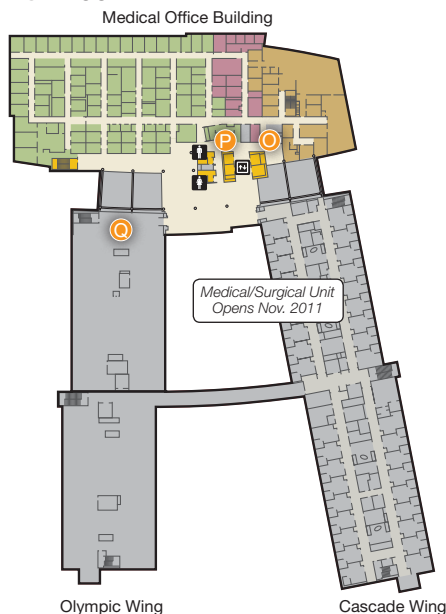 Medical Office Building
P
O
Q
Medical/Surgical Unit
Opens Nov. 2011
Olympic Wing
Cascade Wing